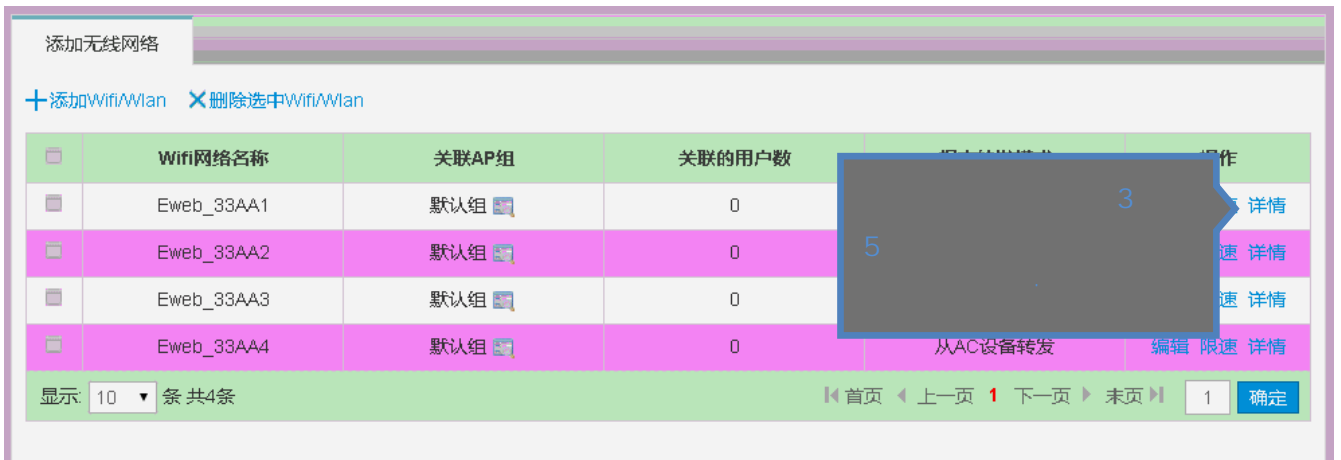 添加无线网络
添加Wifi/Wlan 删除选中Wifi/Wlan
Wifi网络名称 关联AP组 关联的用户数
Eweb_33AA1 默认组 0 3 详情
Eweb_33AA2 默认组 0 5 速 详情
Eweb_33AA3 默认组 0 速 详情
Eweb_33AA4 默认组 0 从AC设备转发 编辑 限速 详情
显示: 10 条 共4条 首页 上一页 1 下一页 末页 1 确定